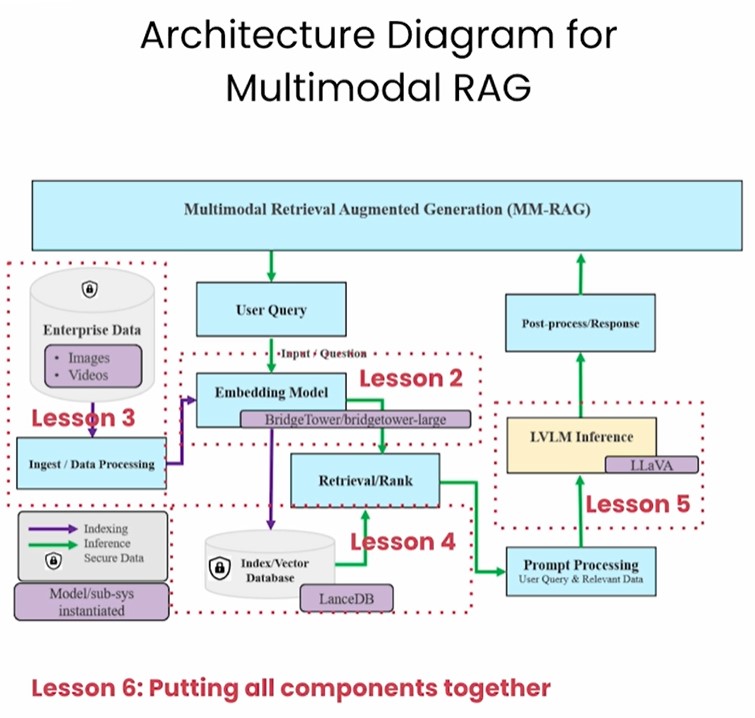 Architecture Diagram for
Multimodal RAG
Multimodal Retrieval Augmented Generation (MM-RAG)
Enterprise Data
• Images
• Videos
Lesson 3
Ingest / Data Processing
User Query
Input / Question
Lesson 2
Embedding Model
BridgeTower/bridgetower-large
Retrieval/Rank
Lesson 4
Index/Vector
Database
LanceDB
Post-process/Response
LVLM Inference
LLaVA
Lesson 5
Prompt Processing
User Query & Relevant Data
Indexing
Inference
Secure Data
Model/sub-sys
instantiated
Lesson 6: Putting all components together